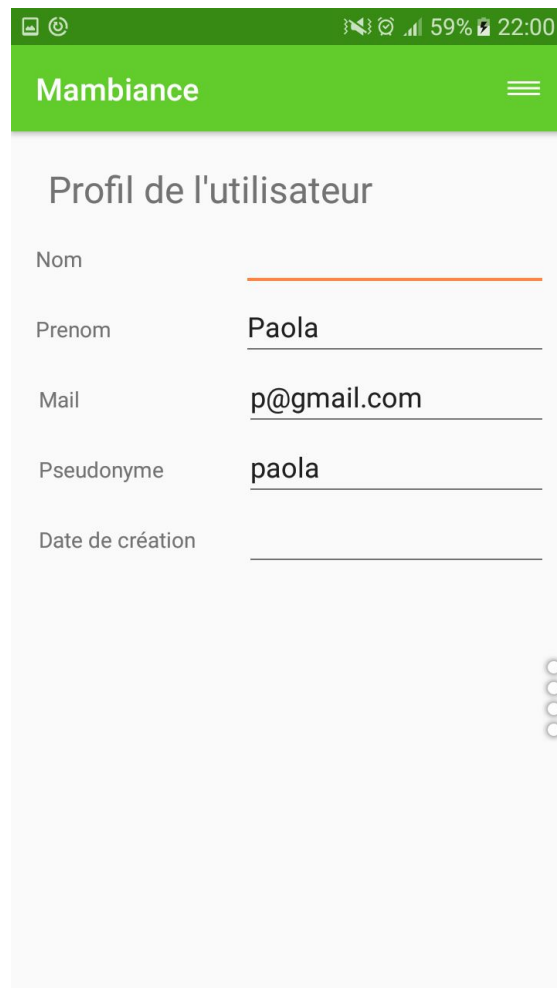 59% 22:00
Mambiance
Profil de l'utilisateur
Nom
Prenom Paola
Mail p@gmail.com
Pseudonyme paola
Date de création